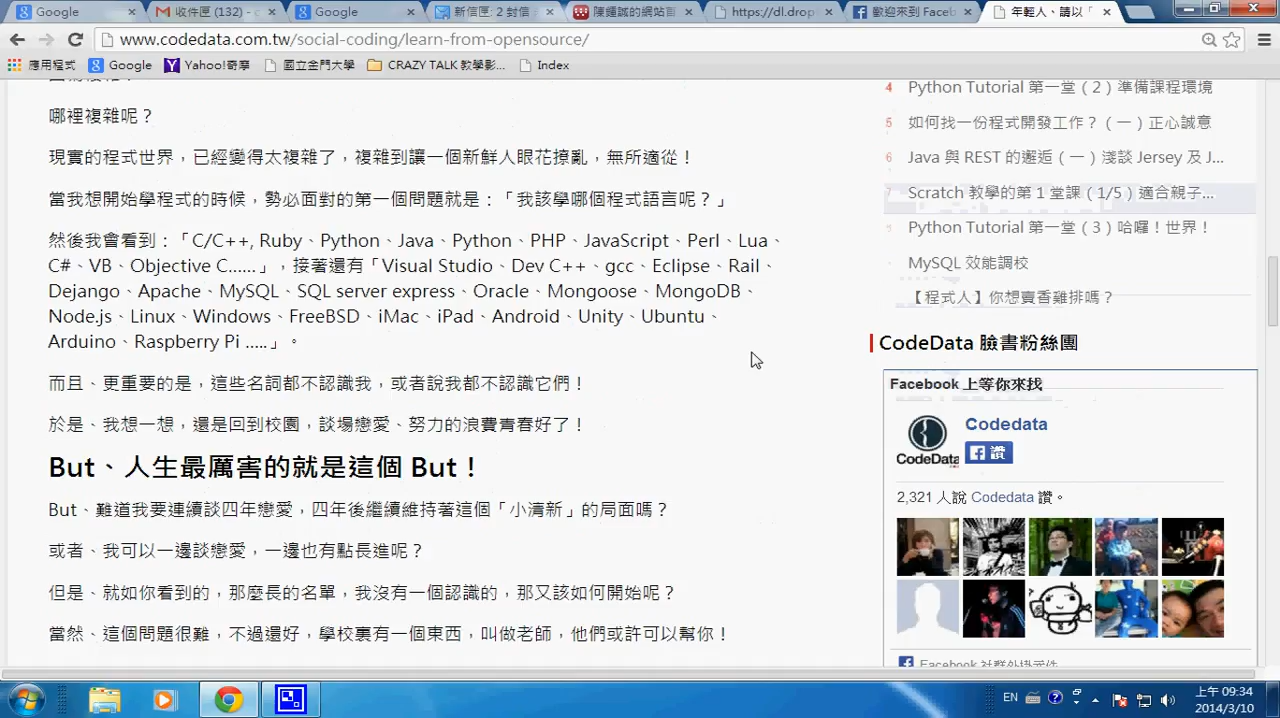 Google
收件匣 (132) -
Google
新信匣: 2 封信
陳鍾誠的網站首
https://dl.drop
歡迎來到 Faceb
年輕人、請以「
www.codedata.com.tw/social-coding/learn-from-opensource/
應用程式
Google
Yahoo!奇摩
國立金門大學
CRAZY TALK 教學影...
Index
哪裡複雜呢？
現實的程式世界，已經變得太複雜了，複雜到讓一個新鮮人眼花撩亂，無所適從！
當我想開始學程式的時候，勢必面對的第一個問題就是：「我該學哪個程式語言呢？」
然後我會看到：「C/C++, Ruby、Python、Java、Python、PHP、JavaScript、Perl、Lua、
C#、VB、Objective C......」，接著還有「Visual Studio、Dev C++、gcc、Eclipse、Rail、
Dejango、Apache、MySQL、SQL server express、Oracle、Mongoose、MongoDB、
Node.js、Linux、Windows、FreeBSD、iMac、iPad、Android、Unity、Ubuntu、
Arduino、Raspberry Pi .....」。
而且、更重要的是，這些名詞都不認識我，或者說我都不認識它們！
於是、我想一想，還是回到校園，談場戀愛、努力的浪費青春好了！
But、人生最厲害的就是這個 But！
But、難道我要連續談四年戀愛，四年後繼續維持著這個「小清新」的局面嗎？
或者、我可以一邊談戀愛，一邊也有點長進呢？
但是、就如你看到的，那麼長的名單，我沒有一個認識的，那又該如何開始呢？
當然、這個問題很難，不過還好，學校裏有一個東西，叫做老師，他們或許可以幫你！
4 Python Tutorial 第一堂（2）準備課程環境
5 如何找一份程式開發工作？（一）正心誠意
6 Java 與 REST 的邂逅（一）淺談 Jersey 及 J...
7 Scratch 教學的第 1 堂課（1/5）適合親子...
Python Tutorial 第一堂（3）哈囉！世界！
MySQL 效能調校
【程式人】你想賣香雞排嗎？
CodeData 臉書粉絲團
Facebook 上等你來找
CodeData
Codedata
讚
2,321 人說 Codedata 讚。
Facebook 社群外掛元件
EN
上午 09:34
2014/3/10